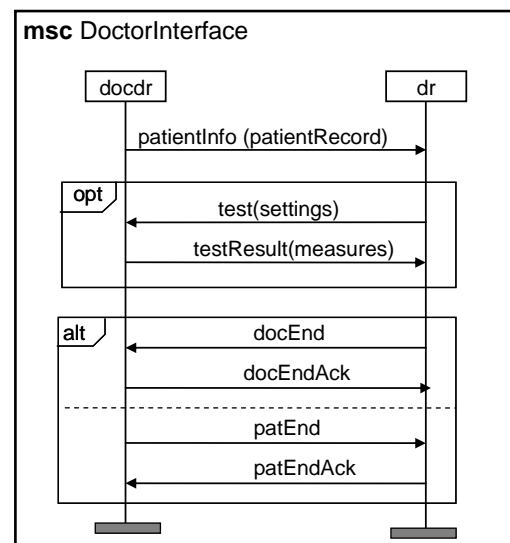 msc DoctorInterface
docdr dr
patientInfo (patientRecord)
opt
test(settings)
testResult(measures)
alt
docEnd
docEndAck
patEnd
patEndAck